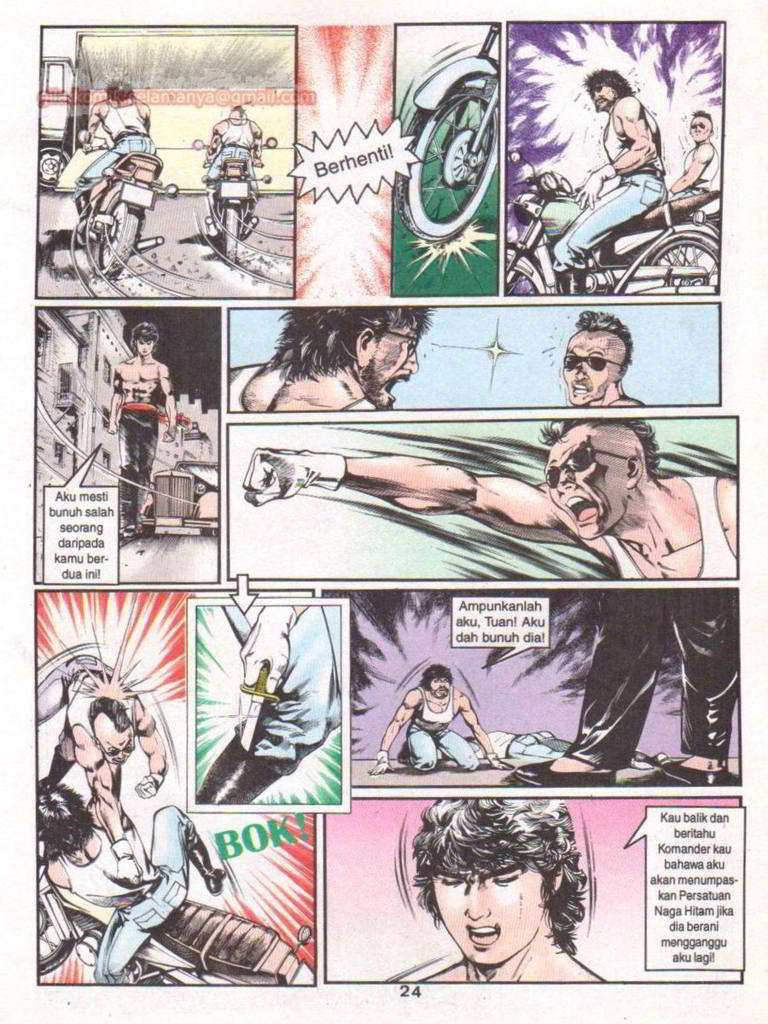 Berhenti!
Aku mesti
bunuh salah
seorang
daripada
kamu ber-
dua ini!
Ampunkanlah
aku, Tuan! Aku
dah bunuh dia!
BOK!
Kau balik dan
beritahu
Komander kau
bahawa aku
akan menumpas-
kan Persatuan
Naga Hitam jika
dia berani
mengganggu
aku lagi!
24